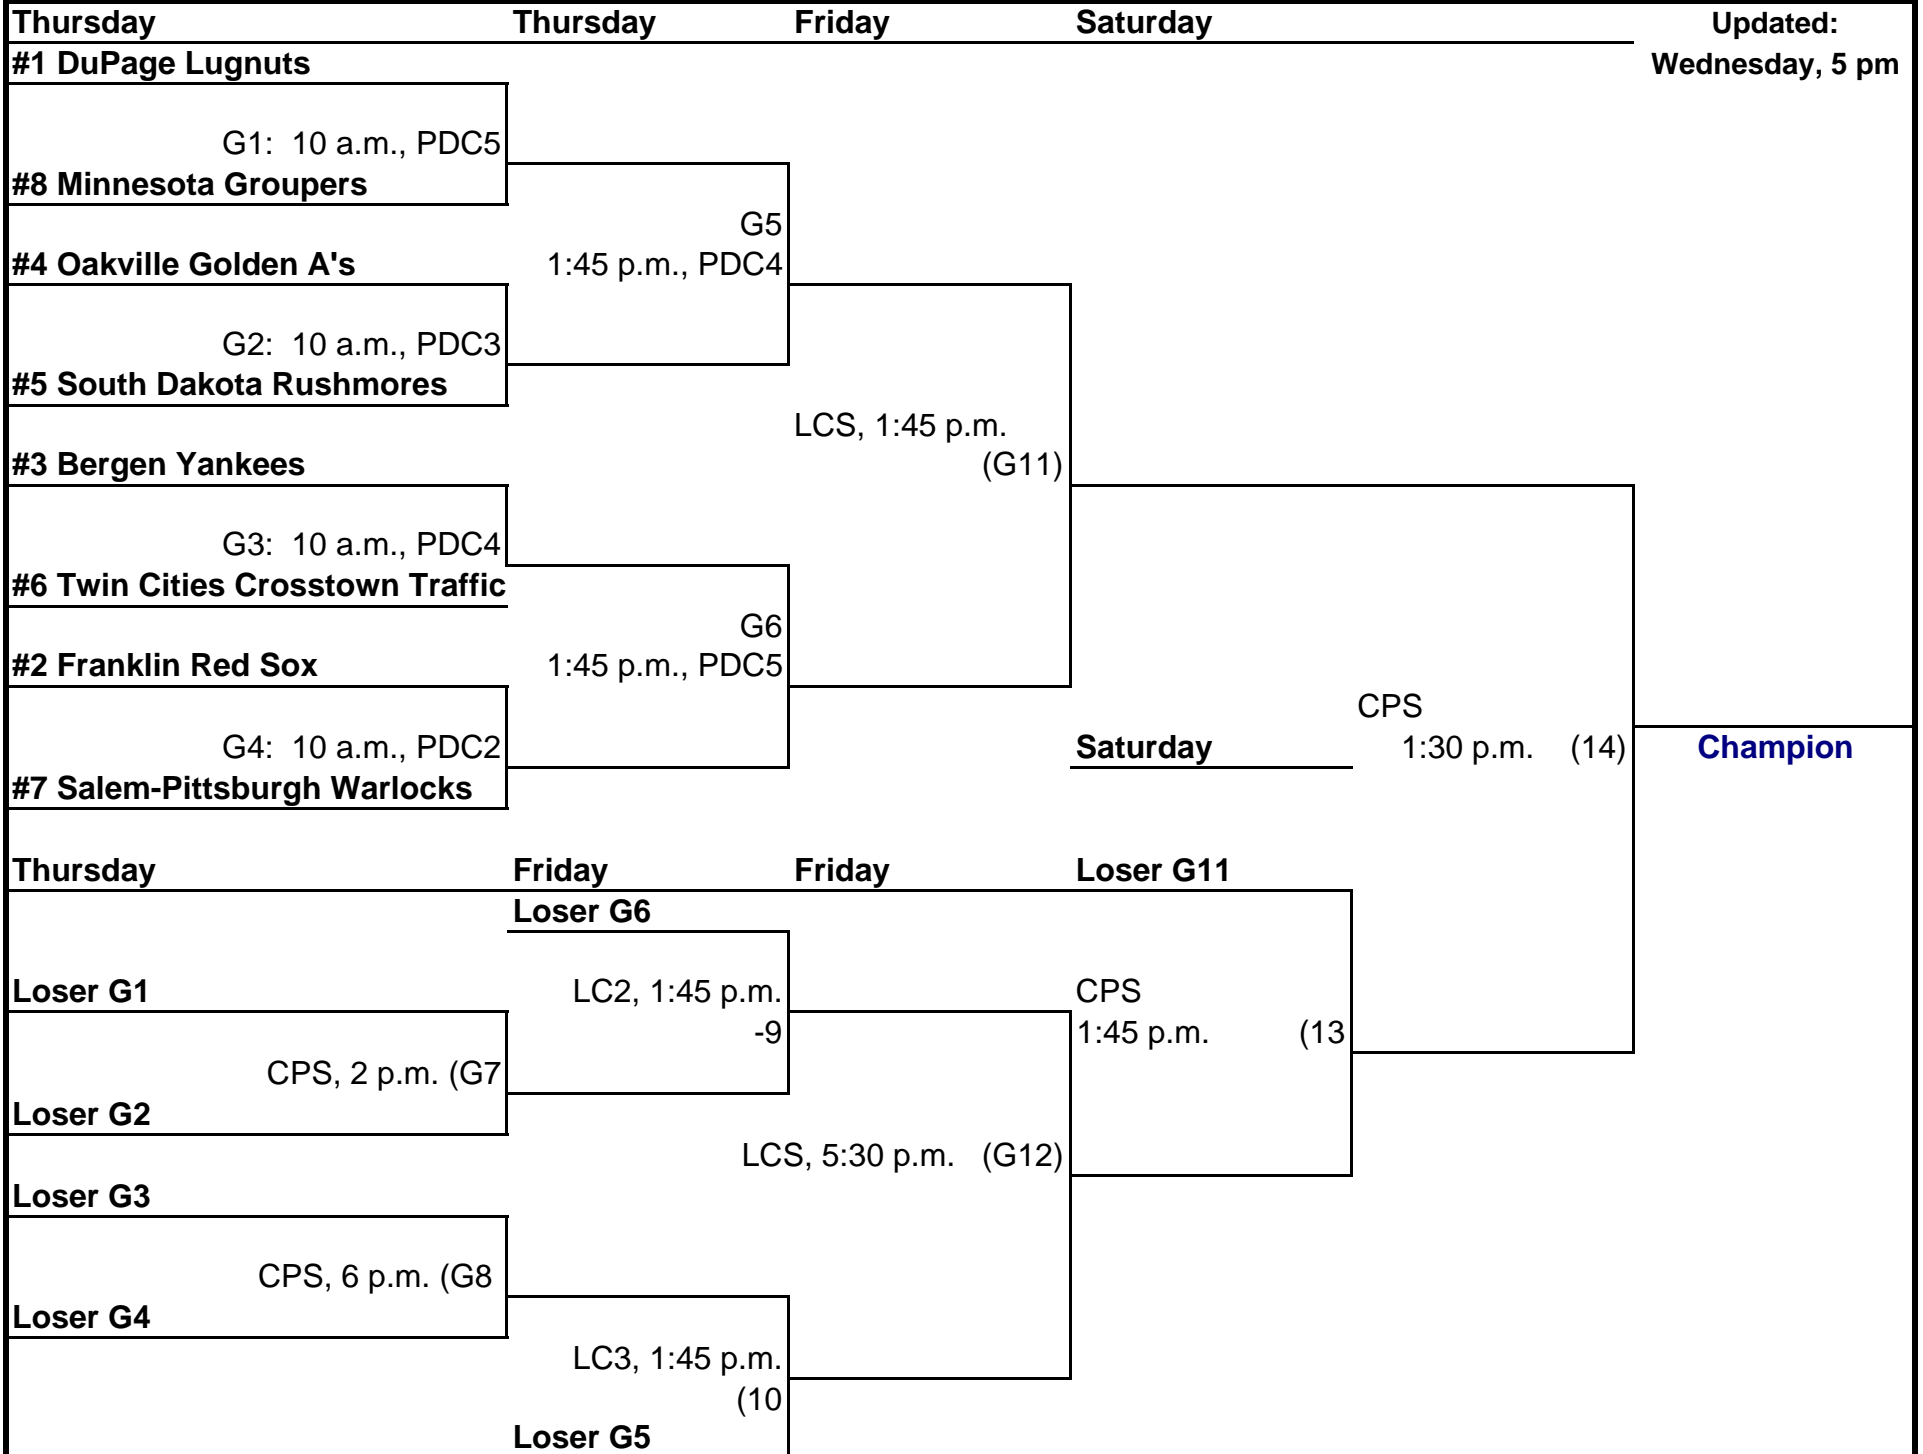 Thursday Thursday Friday Saturday Updated:
#1 DuPage Lugnuts Wednesday, 5 pm
G1:  10 a.m., PDC5
#8 Minnesota Groupers
G5
#4 Oakville Golden A's 1:45 p.m., PDC4
G2:  10 a.m., PDC3
#5 South Dakota Rushmores
LCS, 1:45 p.m.
#3 Bergen Yankees (G11)
G3:  10 a.m., PDC4
#6 Twin Cities Crosstown Traffic
G6
#2 Franklin Red Sox 1:45 p.m., PDC5
CPS
G4:  10 a.m., PDC2 Saturday 1:30 p.m. (14) Champion
#7 Salem-Pittsburgh Warlocks
Thursday Friday Friday Loser G11
Loser G6
Loser G1 LC2, 1:45 p.m. CPS
-9 1:45 p.m. (13
CPS, 2 p.m. (G7
Loser G2
LCS, 5:30 p.m. (G12)
Loser G3
CPS, 6 p.m. (G8
Loser G4
LC3, 1:45 p.m.
(10
Loser G5